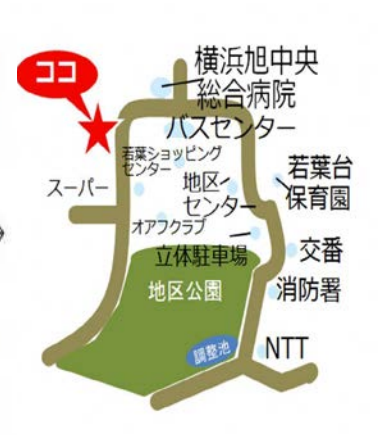 ココ
横浜旭中央
総合病院
バスセンター
若葉ショッピング
センター
スーパー
地区
センター
若葉台
保育園
オアフクラブ
立体駐車場
交番
地区公園
消防署
調整池
NTT